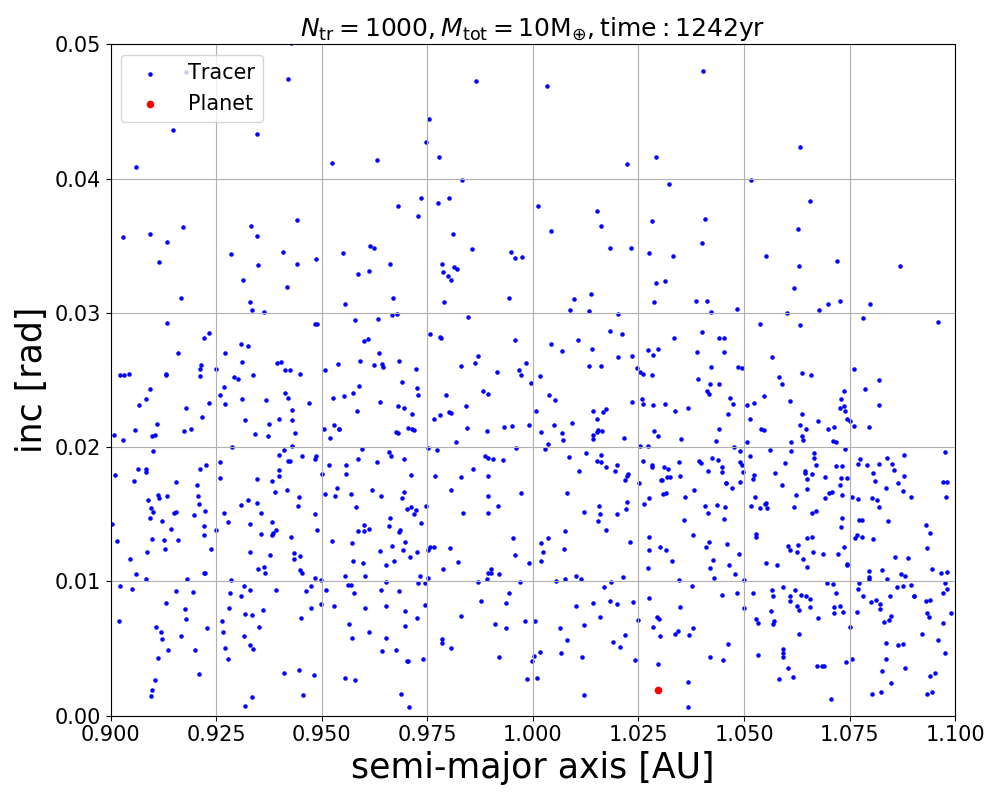 N_tr = 1000, M_tot = 10M_⊕, time : 1242yr
Tracer
Planet
0.05
0.04
0.03
0.02
0.01
0.00
inc [rad]
0.900 0.925 0.950 0.975 1.000 1.025 1.050 1.075 1.100
semi-major axis [AU]